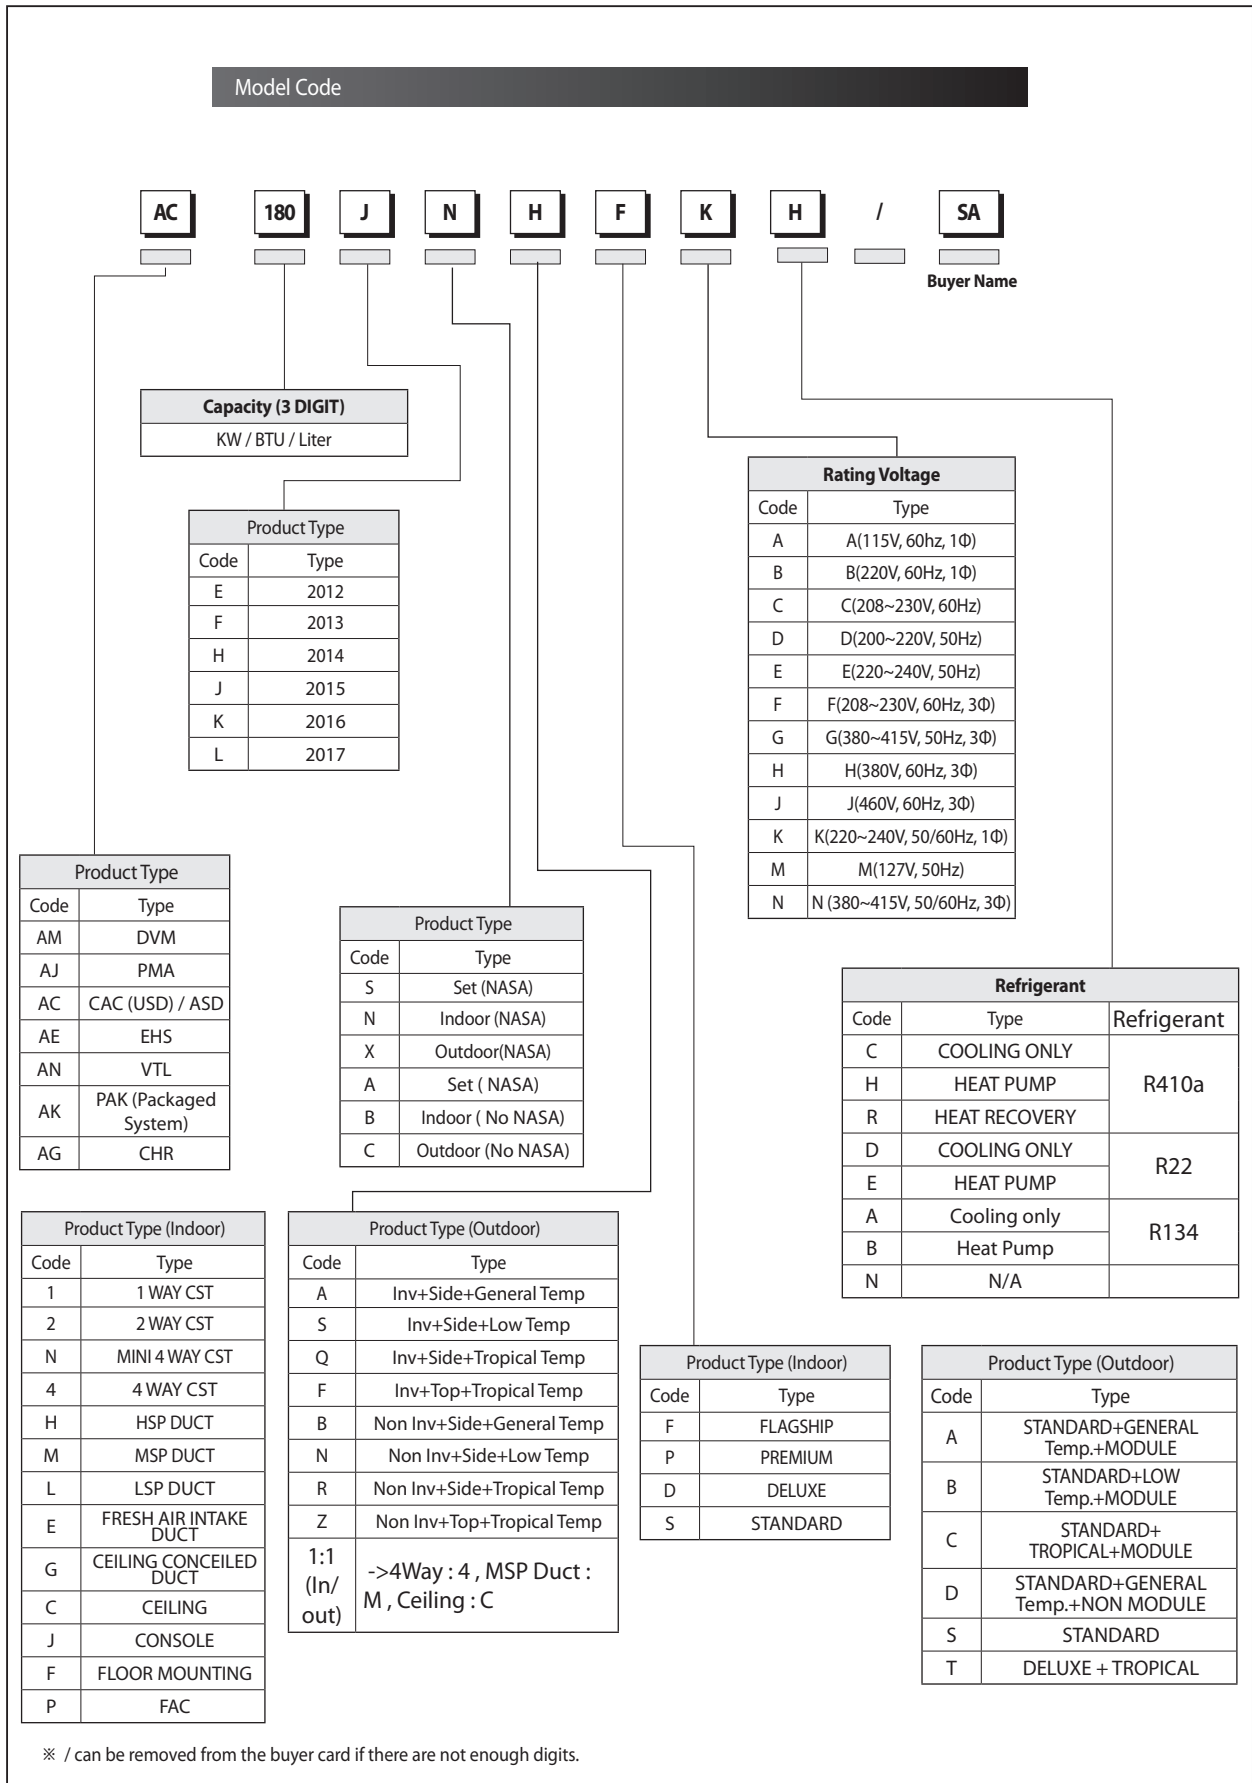 Model Code
AC 180 J N H F K H / SA
Buyer Name
Capacity (3 DIGIT)
KW / BTU / Liter
Product Type
Code Type
E 2012
F 2013
H 2014
J 2015
K 2016
L 2017
Rating Voltage
Code Type
A A(115V, 60hz, 1Φ)
B B(220V, 60Hz, 1Φ)
C C(208~230V, 60Hz)
D D(200~220V, 50Hz)
E E(220~240V, 50Hz)
F F(208~230V, 60Hz, 3Φ)
G G(380~415V, 50Hz, 3Φ)
H H(380V, 60Hz, 3Φ)
J J(460V, 60Hz, 3Φ)
K K(220~240V, 50/60Hz, 1Φ)
M M(127V, 50Hz)
N N (380~415V, 50/60Hz, 3Φ)
Product Type
Code Type
AM DVM
AJ PMA
AC CAC (USD) / ASD
AE EHS
AN VTL
AK PAK (Packaged
System)
AG CHR
Product Type
Code Type
S Set (NASA)
N Indoor (NASA)
X Outdoor(NASA)
A Set ( NASA)
B Indoor ( No NASA)
C Outdoor (No NASA)
Refrigerant
Code Type Refrigerant
C COOLING ONLY
H HEAT PUMP R410a
R HEAT RECOVERY
D COOLING ONLY
R22
E HEAT PUMP
A Cooling only
R134
B Heat Pump
N N/A
Product Type (Indoor)
Code Type
1 1 WAY CST
2 2 WAY CST
N MINI 4 WAY CST
4 4 WAY CST
H HSP DUCT
M MSP DUCT
L LSP DUCT
E FRESH AIR INTAKE
DUCT
G CEILING CONCEILED
DUCT
C CEILING
J CONSOLE
F FLOOR MOUNTING
P FAC
Product Type (Outdoor)
Code Type
A Inv+Side+General Temp
S Inv+Side+Low Temp
Q Inv+Side+Tropical Temp
F Inv+Top+Tropical Temp
B Non Inv+Side+General Temp
N Non Inv+Side+Low Temp
R Non Inv+Side+Tropical Temp
Z Non Inv+Top+Tropical Temp
1:1
(In/
out)
->4Way : 4 , MSP Duct :
M , Ceiling : C
Product Type (Indoor)
Code Type
F FLAGSHIP
P PREMIUM
D DELUXE
S STANDARD
Product Type (Outdoor)
Code Type
A STANDARD+GENERAL
Temp.+MODULE
B STANDARD+LOW
Temp.+MODULE
C STANDARD+
TROPICAL+MODULE
D STANDARD+GENERAL
Temp.+NON MODULE
S STANDARD
T DELUXE + TROPICAL
※ / can be removed from the buyer card if there are not enough digits.